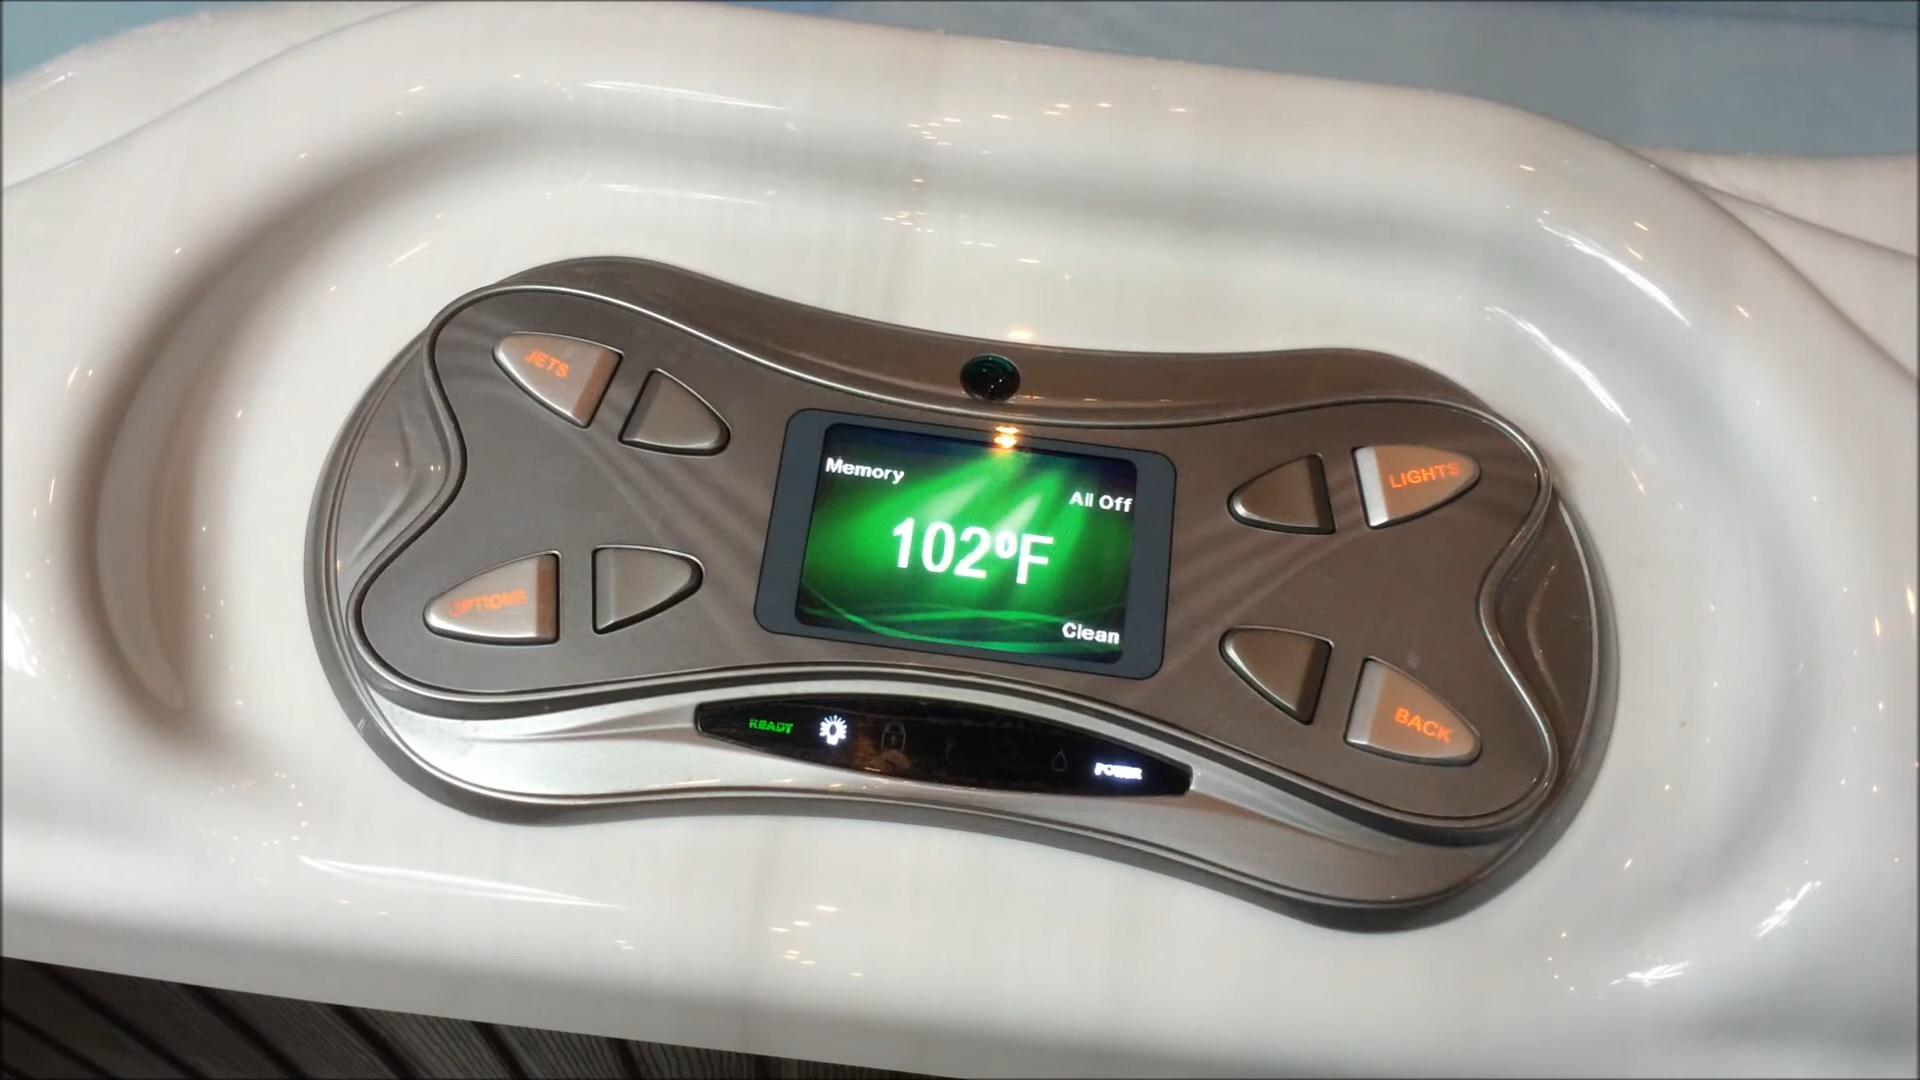 JETS
LIGHTS
Memory
All Off
102°F
OPTIONS
Clean
BACK
READY
POWER